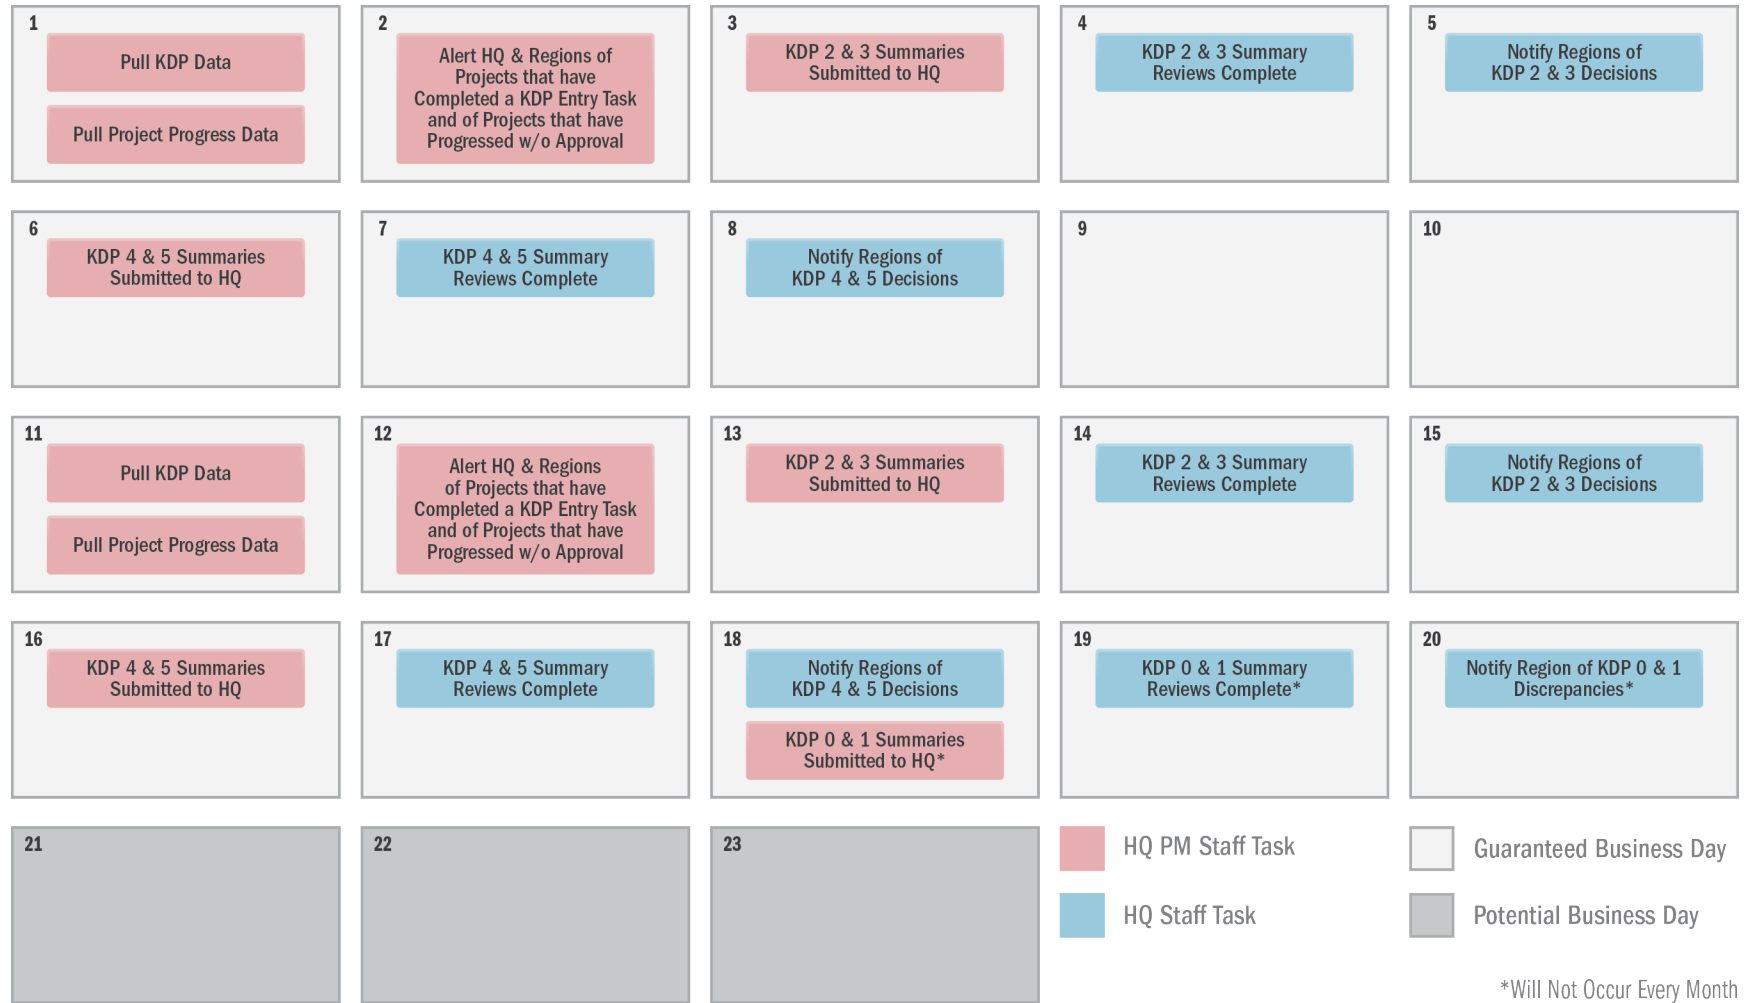 1
Pull KDP Data
Pull Project Progress Data
2
Alert HQ & Regions of
Projects that have
Completed a KDP Entry Task
and of Projects that have
Progressed w/o Approval
3
KDP 2 & 3 Summaries
Submitted to HQ
4
KDP 2 & 3 Summary
Reviews Complete
5
Notify Regions of
KDP 2 & 3 Decisions
6
KDP 4 & 5 Summaries
Submitted to HQ
7
KDP 4 & 5 Summary
Reviews Complete
8
Notify Regions of
KDP 4 & 5 Decisions
9
10
11
Pull KDP Data
Pull Project Progress Data
12
Alert HQ & Regions
of Projects that have
Completed a KDP Entry Task
and of Projects that have
Progressed w/o Approval
13
KDP 2 & 3 Summaries
Submitted to HQ
14
KDP 2 & 3 Summary
Reviews Complete
15
Notify Regions of
KDP 2 & 3 Decisions
16
KDP 4 & 5 Summaries
Submitted to HQ
17
KDP 4 & 5 Summary
Reviews Complete
18
Notify Regions of
KDP 4 & 5 Decisions
KDP 0 & 1 Summaries
Submitted to HQ*
19
KDP 0 & 1 Summary
Reviews Complete*
20
Notify Region of KDP 0 & 1
Discrepancies*
21
22
23
HQ PM Staff Task
HQ Staff Task
Guaranteed Business Day
Potential Business Day
*Will Not Occur Every Month